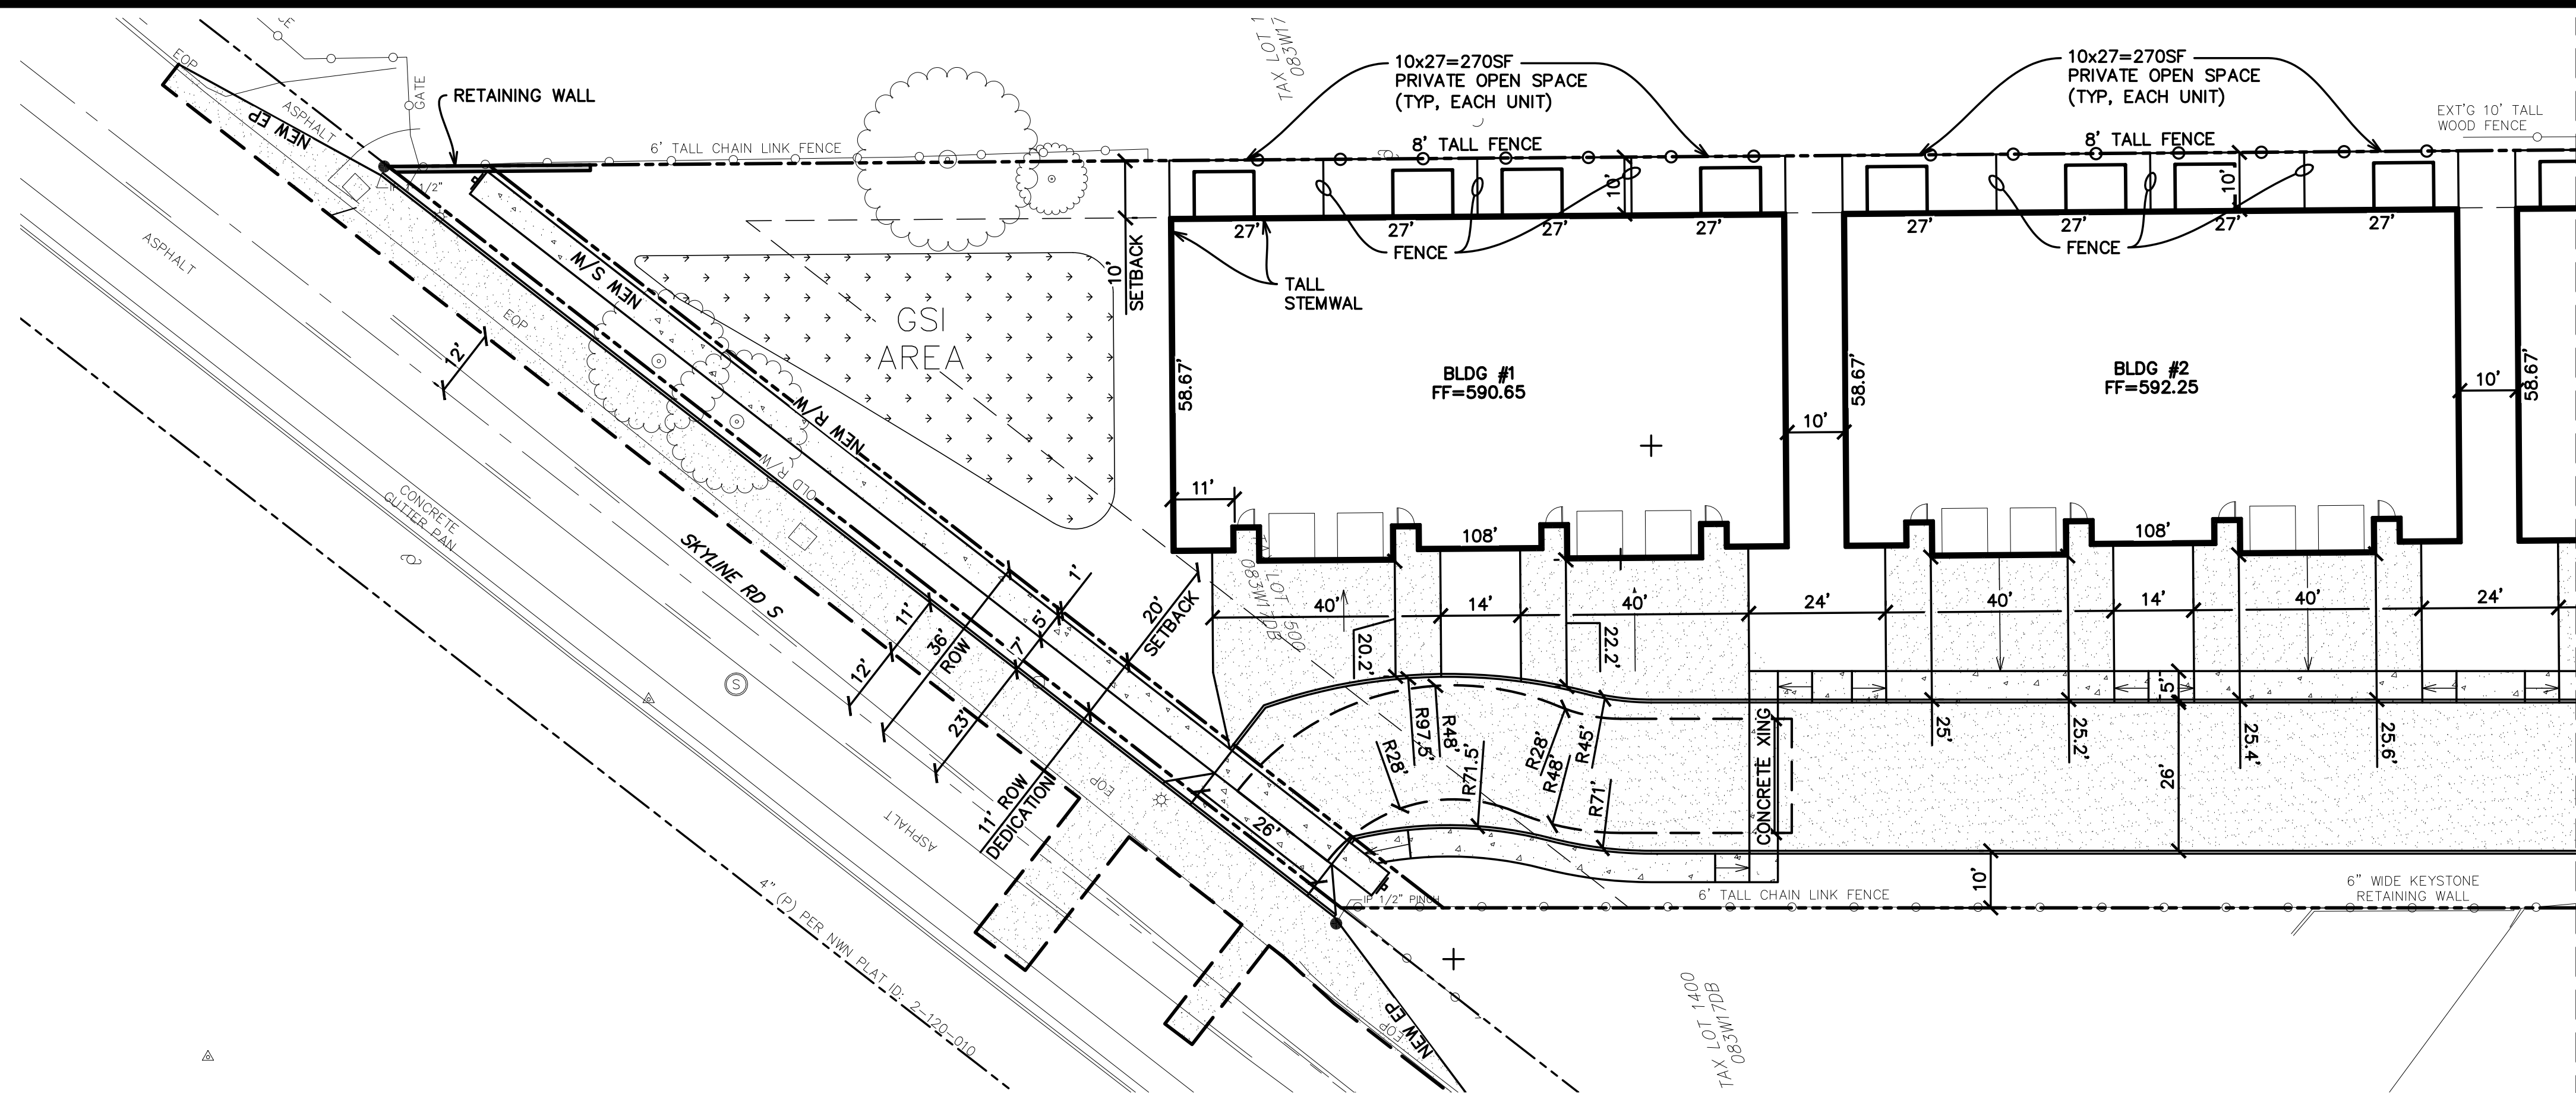 EOP
ASPHALT
NEW EP
GATE
RETAINING WALL
6' TALL CHAIN LINK FENCE
TAX LOT 1
083W17
10x27=270SF
PRIVATE OPEN SPACE
(TYP, EACH UNIT)
8' TALL FENCE
10x27=270SF
PRIVATE OPEN SPACE
(TYP, EACH UNIT)
8' TALL FENCE
EXT'G 10' TALL
WOOD FENCE
10'
10'
27'
27'
27'
27'
27'
27'
27'
27'
FENCE
FENCE
TALL
STEMWAL
10'
SETBACK
ASPHALT
EOP
12'
NEW S/W
GSI
AREA
NEW R/W
OLD R/W
58.67'
BLDG #1
FF=590.65
58.67'
BLDG #2
FF=592.25
58.67'
10'
10'
11'
108'
108'
CONCRETE
GUTTER PAN
SKYLINE RD S
11'
12'
36'
ROW
23'
7'
5'
1'
20'
SETBACK
11' ROW
DEDICATION
40'
14'
40'
24'
40'
14'
40'
24'
20.2'
22.2'
R28'
R97.5'
R48'
R71.5'
R28'
R48'
R45'
R71'
CONCRETE XING
5'
25'
25.2'
25.4'
25.6'
26'
S
EOP
ASPHALT
26'
IP 1/2" PINCH
6' TALL CHAIN LINK FENCE
10'
6" WIDE KEYSTONE
RETAINING WALL
4" (P) PER NWN PLAT ID: 2-120-010
TAX LOT 1400
083W17DB
EOP
NEW EP